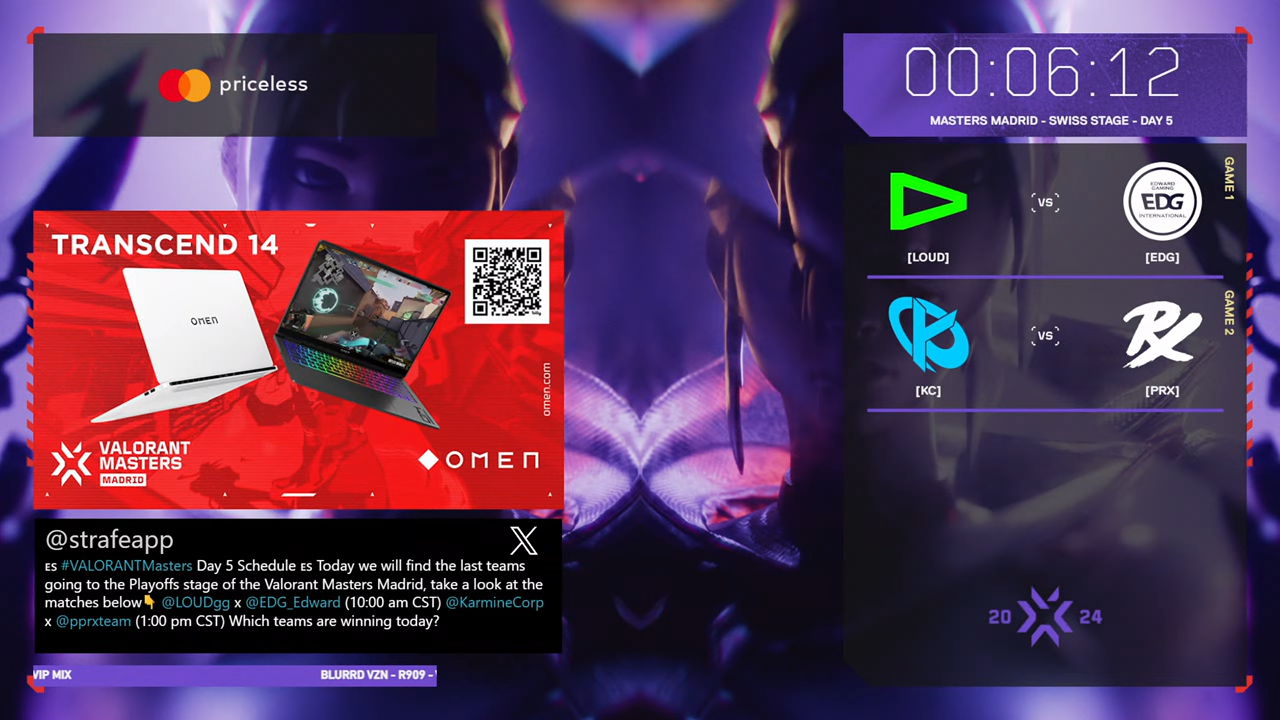 priceless
00:06:12
MASTERS MADRID - SWISS STAGE - DAY 5
TRANSCEND 14
OMEN
omen.com
VALORANT
MASTERS
MADRID
OMEN
GAME 1
VS
EDWARD
GAMING
EDG
INTERNATIONAL
[LOUD]
[EDG]
GAME 2
VS
[KC]
[PRX]
20 24
@strafeapp
ES #VALORANTMasters Day 5 Schedule ES Today we will find the last teams
going to the Playoffs stage of the Valorant Masters Madrid, take a look at the
matches below👇 @LOUDgg x @EDG_Edward (10:00 am CST) @KarmineCorp
x @pprxteam (1:00 pm CST) Which teams are winning today?
VIP MIX
BLURRD VZN - R909 -